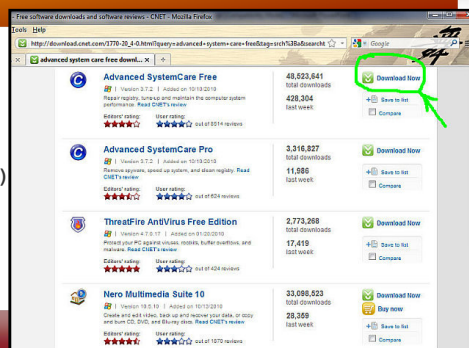 - Free software downloads and software reviews - CNET - Mozilla Firefox
Tools Help
http://download.cnet.com/1770-20_4-0.html?query=advanced+system+care+free&tag=srch%3Ba&searcht
Google
advanced system care free downl...
)
Advanced SystemCare Free
Version 3.7.2 | Added on 10/13/2010
Repair registry, tune-up and maintain the computer system
performance. Read CNET's review
Editors' rating: User rating:
out of 8014 reviews
48,523,641
total downloads
428,304
last week
Download Now
Save to list
Compare
Advanced SystemCare Pro
Version 3.7.2 | Added on 10/13/2010
Remove spyware, speed up system, and clean registry. Read
CNET's review
Editors' rating: User rating:
out of 624 reviews
3,316,827
total downloads
11,986
last week
Download Now
Save to list
Compare
ThreatFire AntiVirus Free Edition
Version 4.7.0.17 | Added on 01/20/2010
Protect your PC against viruses, rootkits, buffer overflows, and
malware. Read CNET's review
Editors' rating: User rating:
out of 424 reviews
2,773,268
total downloads
17,419
last week
Download Now
Save to list
Compare
Nero Multimedia Suite 10
Version 10.5.10 | Added on 10/13/2010
Create and edit video, back up and recover your data, or copy
and burn CD, DVD, and Blu-ray discs. Read CNET's review
Editors' rating: User rating:
out of 1870 reviews
33,098,523
total downloads
28,359
last week
Download Now
Buy now
Save to list
Compare